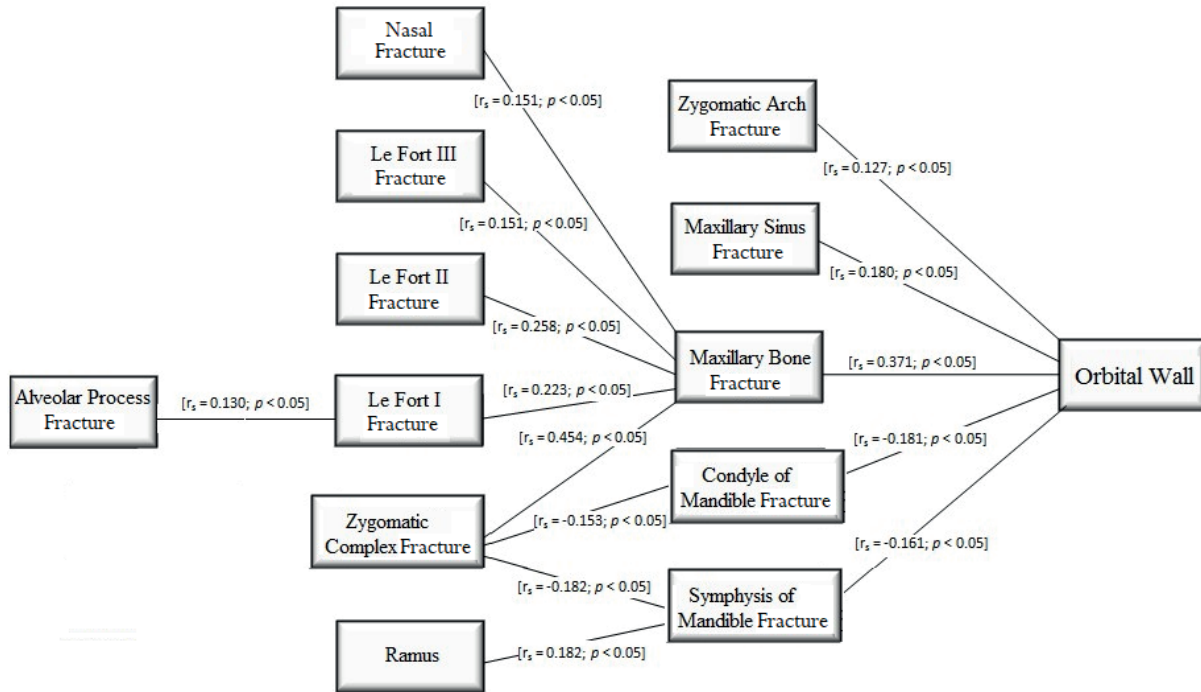 Nasal
Fracture
[rs = 0.151; p < 0.05]
Zygomatic Arch
Fracture
Le Fort III
Fracture
[rs = 0.127; p < 0.05]
[rs = 0.151; p < 0.05]
Maxillary Sinus
Fracture
Le Fort II
Fracture
[rs = 0.180; p < 0.05]
[rs = 0.258; p < 0.05]
Maxillary Bone
Fracture
[rs = 0.371; p < 0.05]
Orbital Wall
Alveolar Process
Fracture
[rs = 0.130; p < 0.05]
Le Fort I
Fracture
[rs = 0.223; p < 0.05]
[rs = 0.454; p < 0.05]
[rs = -0.181; p < 0.05]
Condyle of
Mandible Fracture
Zygomatic
Complex Fracture
[rs = -0.153; p < 0.05]
[rs = -0.161; p < 0.05]
[rs = -0.182; p < 0.05]
Symphysis of
Mandible Fracture
Ramus
[rs = 0.182; p < 0.05]